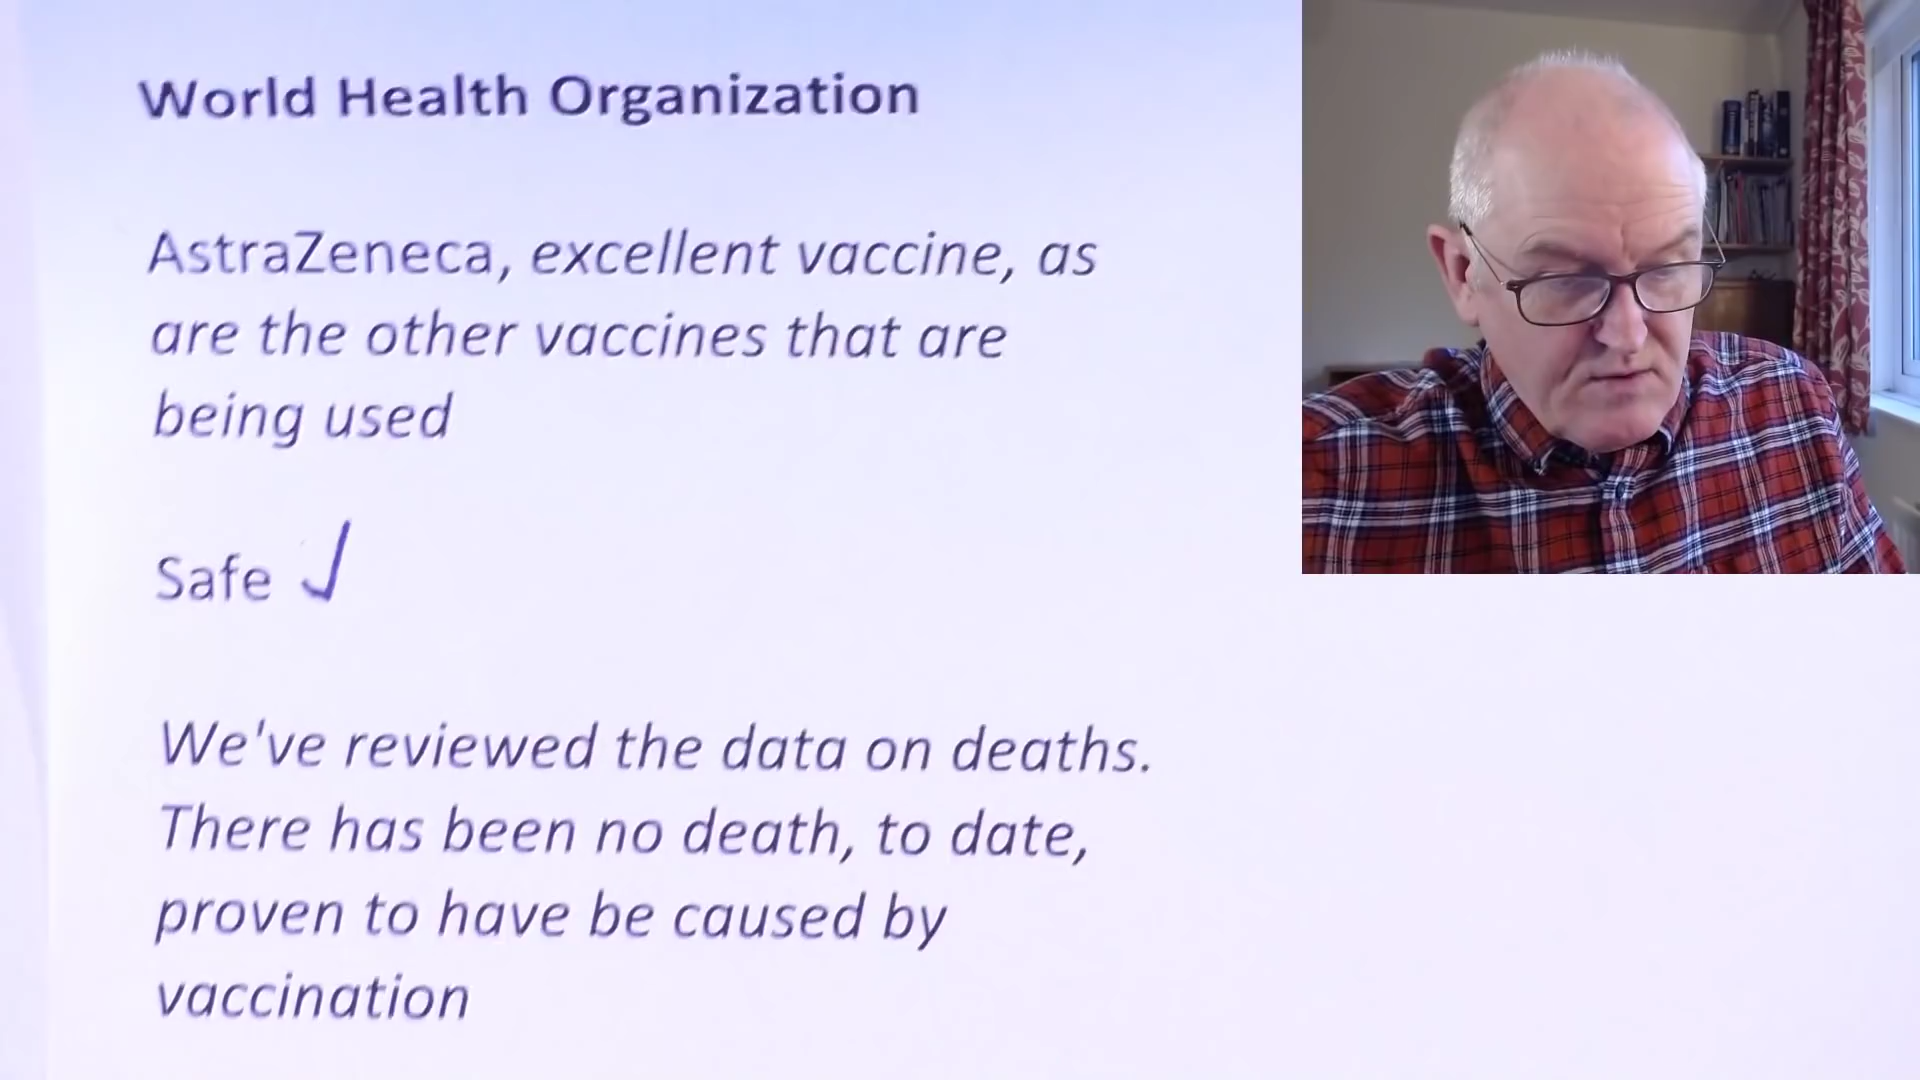 World Health Organization
AstraZeneca, excellent vaccine, as
are the other vaccines that are
being used
Safe
We've reviewed the data on deaths.
There has been no death, to date,
proven to have be caused by
vaccination